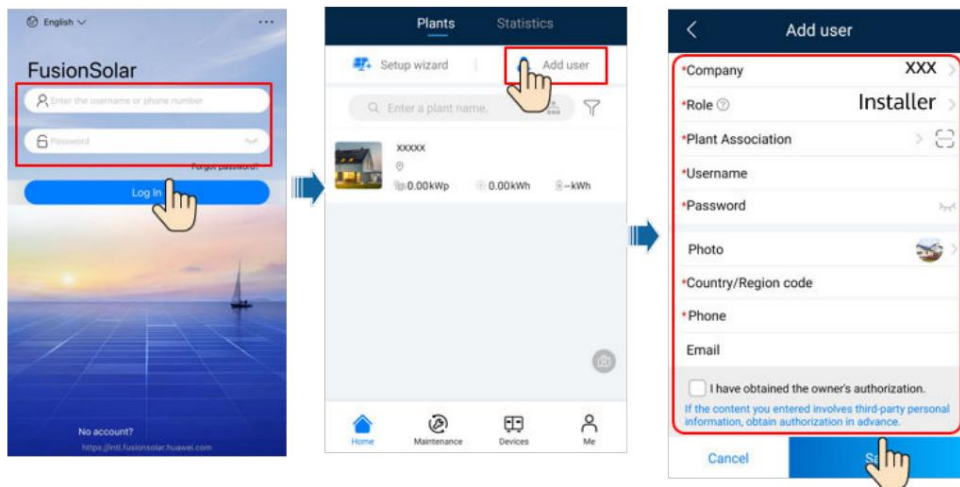 English
FusionSolar
Enter the username or phone number
Password
Forgot password?
Log In
No account?
https://intl.fusionsolar.huawei.com
Plants Statistics
Setup wizard Add user
Enter a plant name.
xxxxx
0.00kWp 0.00kWh --kWh
Home Maintenance Devices Me
Add user
*Company XXX
*Role Installer
*Plant Association
*Username
*Password
Photo
*Country/Region code
*Phone
Email
I have obtained the owner's authorization.
If the content you entered involves third-party personal
information, obtain authorization in advance.
Cancel